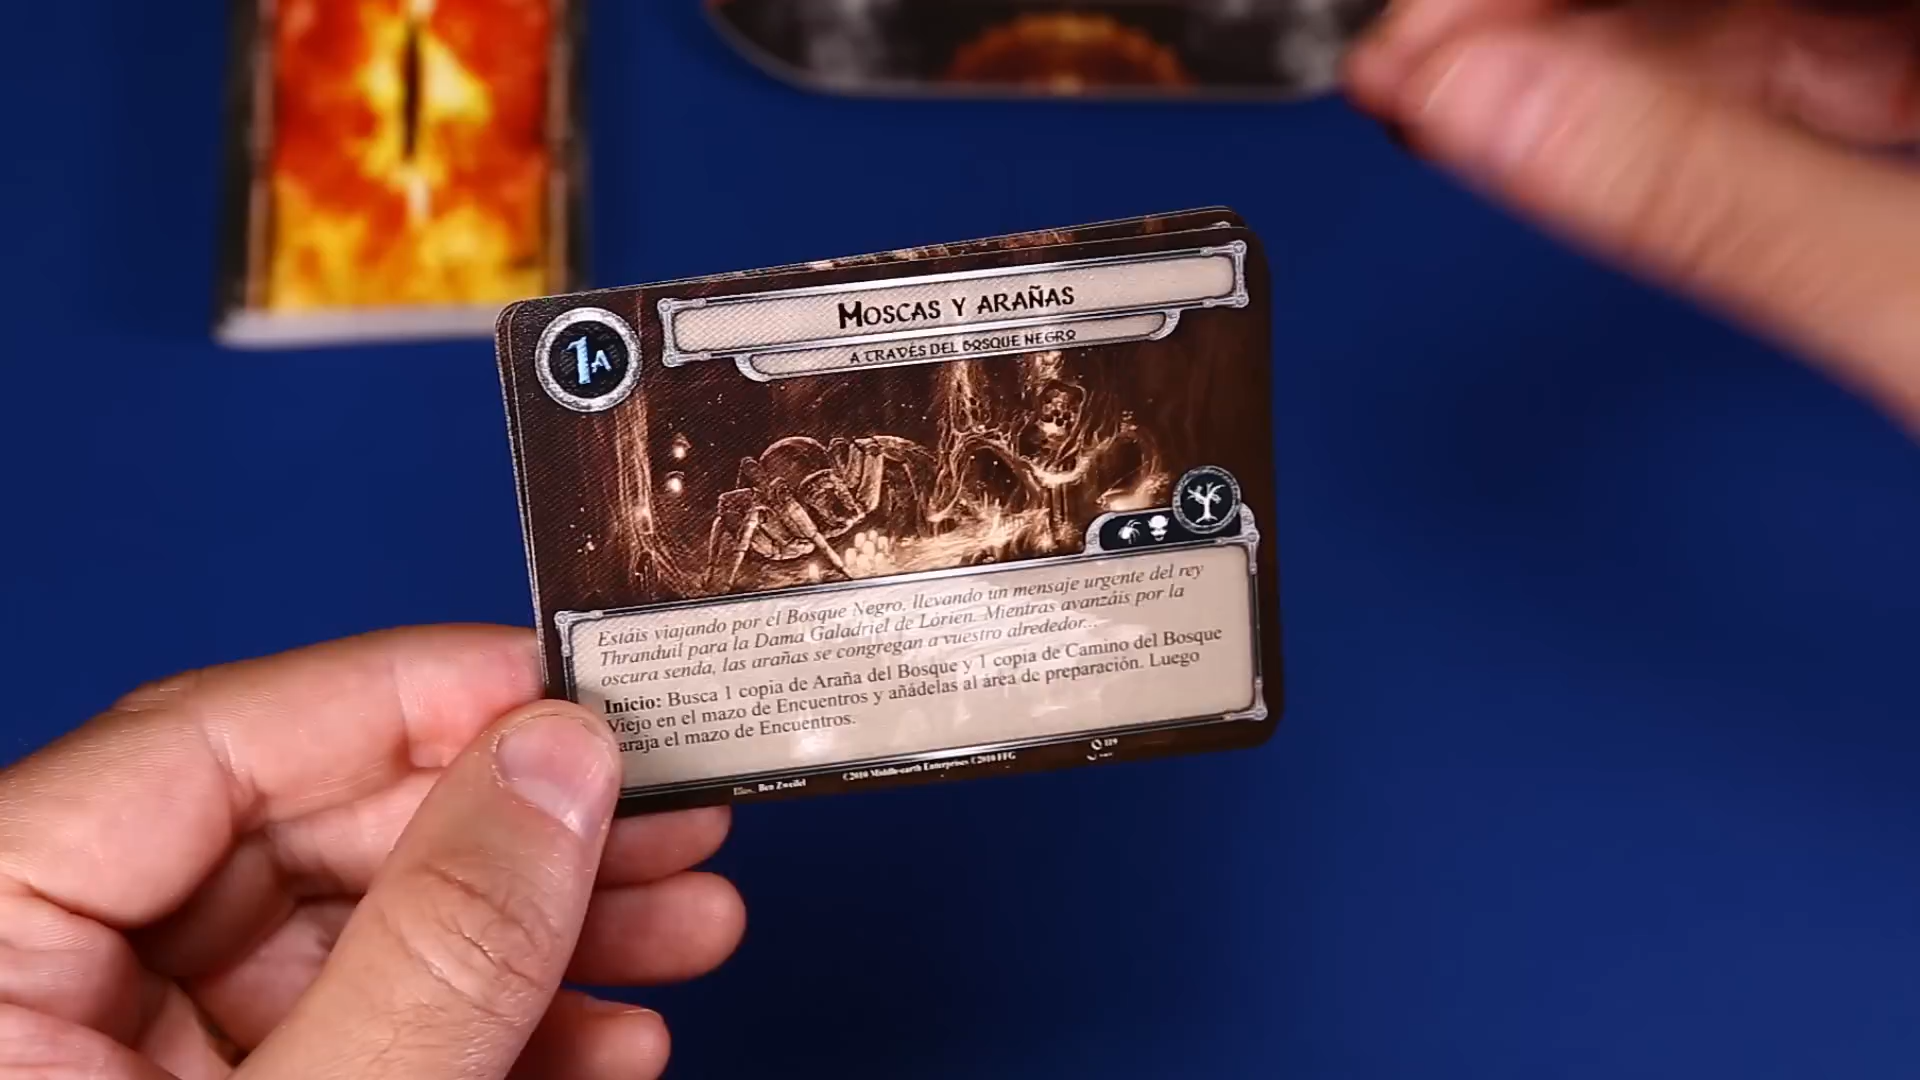 1A
MOSCAS Y ARAÑAS
A TRAVÉS DEL BOSQUE NEGRO
Estáis viajando por el Bosque Negro, llevando un mensaje urgente del rey
Thranduil para la Dama Galadriel de Lórien. Mientras avanzáis por la
oscura senda, las arañas se congregan a vuestro alrededor...
Inicio: Busca 1 copia de Araña del Bosque y 1 copia de Camino del Bosque
Viejo en el mazo de Encuentros y añádelas al área de preparación. Luego
araja el mazo de Encuentros.
Ilus. Ben Zweifel
©2010 Middle-earth Enterprises ©2010 FFG
119